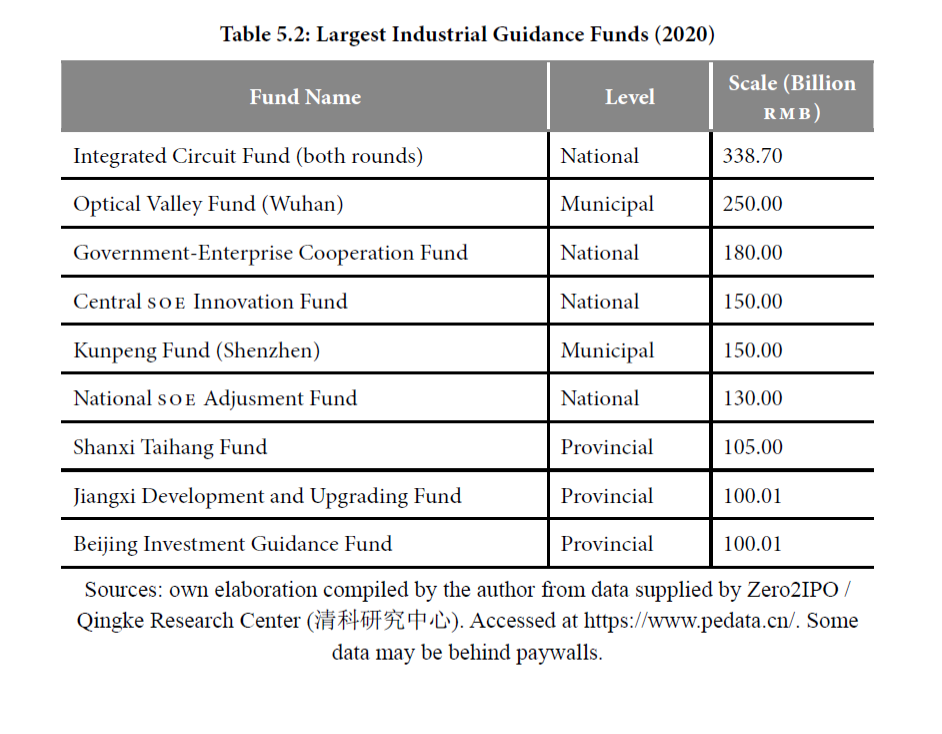 Table 5.2: Largest Industrial Guidance Funds (2020)
Fund Name Level Scale (Billion
RMB)
Integrated Circuit Fund (both rounds) National 338.70
Optical Valley Fund (Wuhan) Municipal 250.00
Government-Enterprise Cooperation Fund National 180.00
Central SOE Innovation Fund National 150.00
Kunpeng Fund (Shenzhen) Municipal 150.00
National SOE Adjusment Fund National 130.00
Shanxi Taihang Fund Provincial 105.00
Jiangxi Development and Upgrading Fund Provincial 100.01
Beijing Investment Guidance Fund Provincial 100.01
Sources: own elaboration compiled by the author from data supplied by Zero2IPO /
Qingke Research Center (清科研究中心). Accessed at https://www.pedata.cn/. Some
data may be behind paywalls.